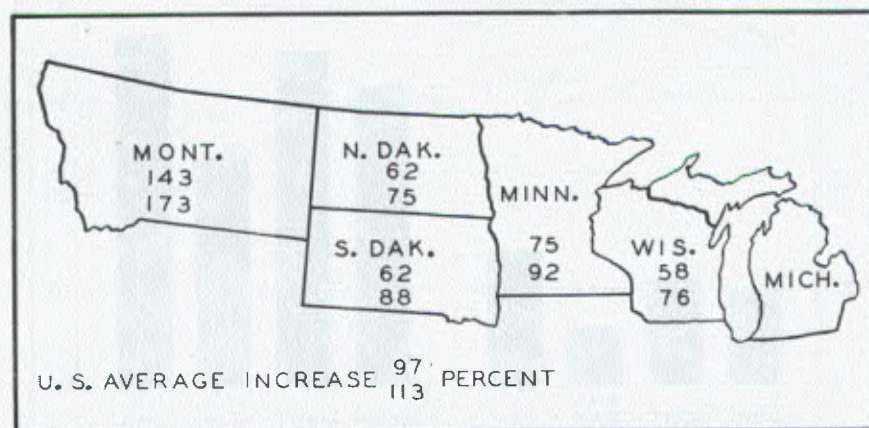 MONT.
143
173
N. DAK.
62
75
S. DAK.
62
88
MINN.
75
92
WIS.
58
76
MICH.
U. S. AVERAGE INCREASE 97 113 PERCENT